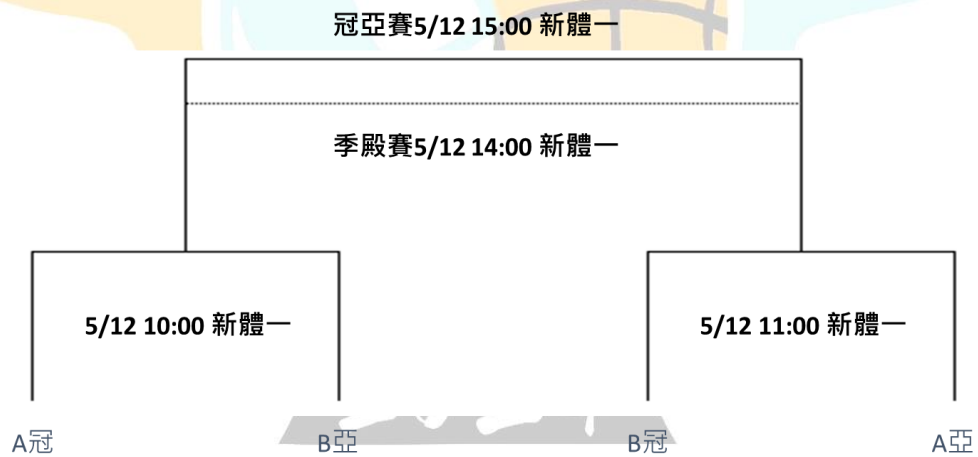 冠亞賽5/12 15:00 新體一
季殿賽5/12 14:00 新體一
5/12 10:00 新體一
5/12 11:00 新體一
A冠
B亞
B冠
A亞